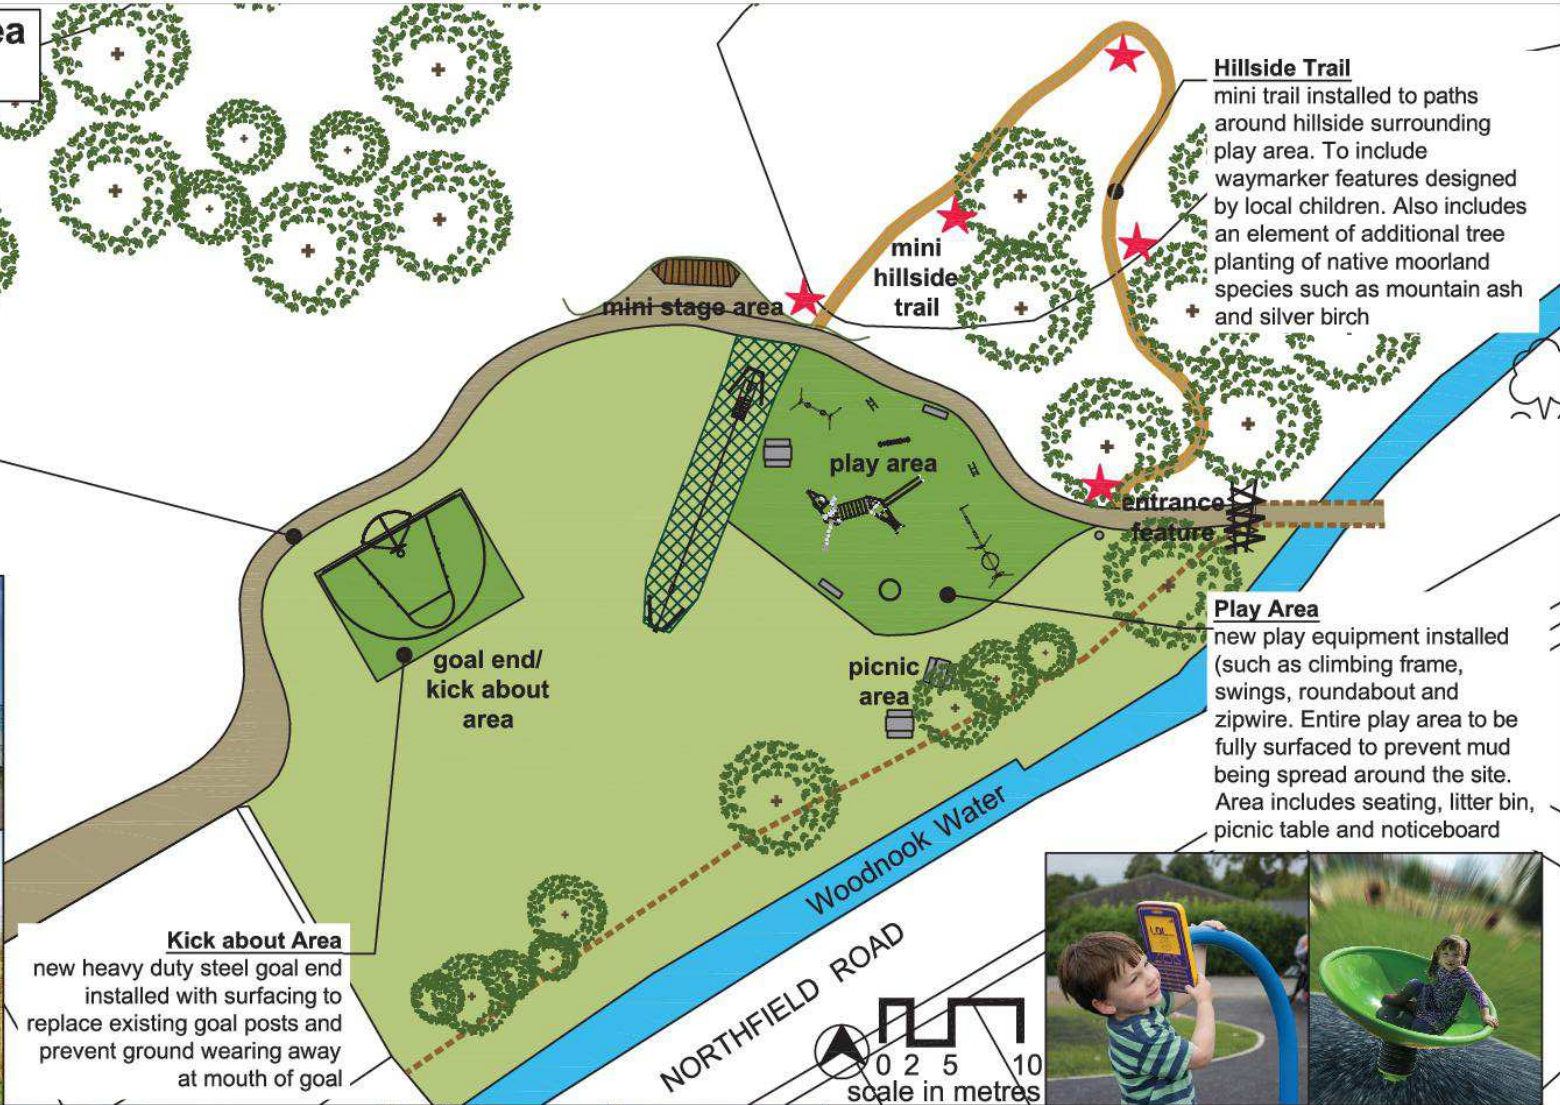 ea
Hillside Trail
mini trail installed to paths
around hillside surrounding
play area. To include
waymarker features designed
by local children. Also includes
an element of additional tree
planting of native moorland
species such as mountain ash
and silver birch
mini
hillside
trail
mini stage area
play area
entrance
feature
goal end/
kick about
area
picnic
area
Play Area
new play equipment installed
(such as climbing frame,
swings, roundabout and
zipwire. Entire play area to be
fully surfaced to prevent mud
being spread around the site.
Area includes seating, litter bin,
picnic table and noticeboard
Woodnook Water
NORTHFIELD ROAD
Kick about Area
new heavy duty steel goal end
installed with surfacing to
replace existing goal posts and
prevent ground wearing away
at mouth of goal
0 2 5 10
scale in metres
LOL